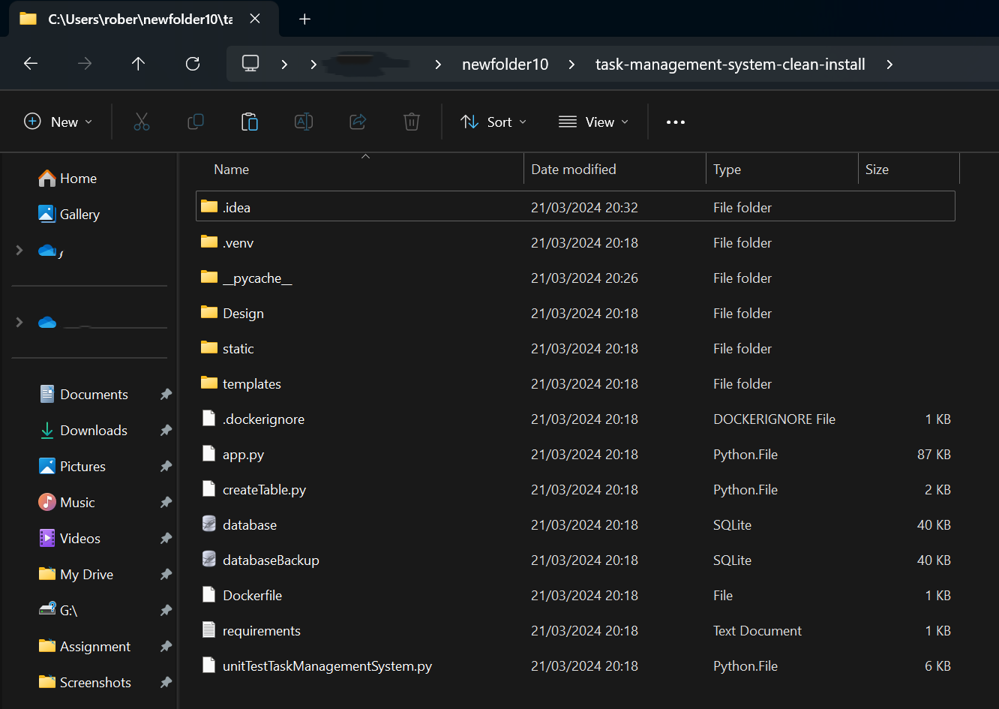 C:\Users\rober\newfolder10\ta
newfolder10 task-management-system-clean-install
New Sort View
Name Date modified Type Size
Home
Gallery
Documents
Downloads
Pictures
Music
Videos
My Drive
G:\
Assignment
Screenshots
.idea 21/03/2024 20:32 File folder
.venv 21/03/2024 20:18 File folder
__pycache__ 21/03/2024 20:26 File folder
Design 21/03/2024 20:18 File folder
static 21/03/2024 20:18 File folder
templates 21/03/2024 20:18 File folder
.dockerignore 21/03/2024 20:18 DOCKERIGNORE File 1 KB
app.py 21/03/2024 20:18 Python.File 87 KB
createTable.py 21/03/2024 20:18 Python.File 2 KB
database 21/03/2024 20:18 SQLite 40 KB
databaseBackup 21/03/2024 20:18 SQLite 40 KB
Dockerfile 21/03/2024 20:18 File 1 KB
requirements 21/03/2024 20:18 Text Document 1 KB
unitTestTaskManagementSystem.py 21/03/2024 20:18 Python.File 6 KB